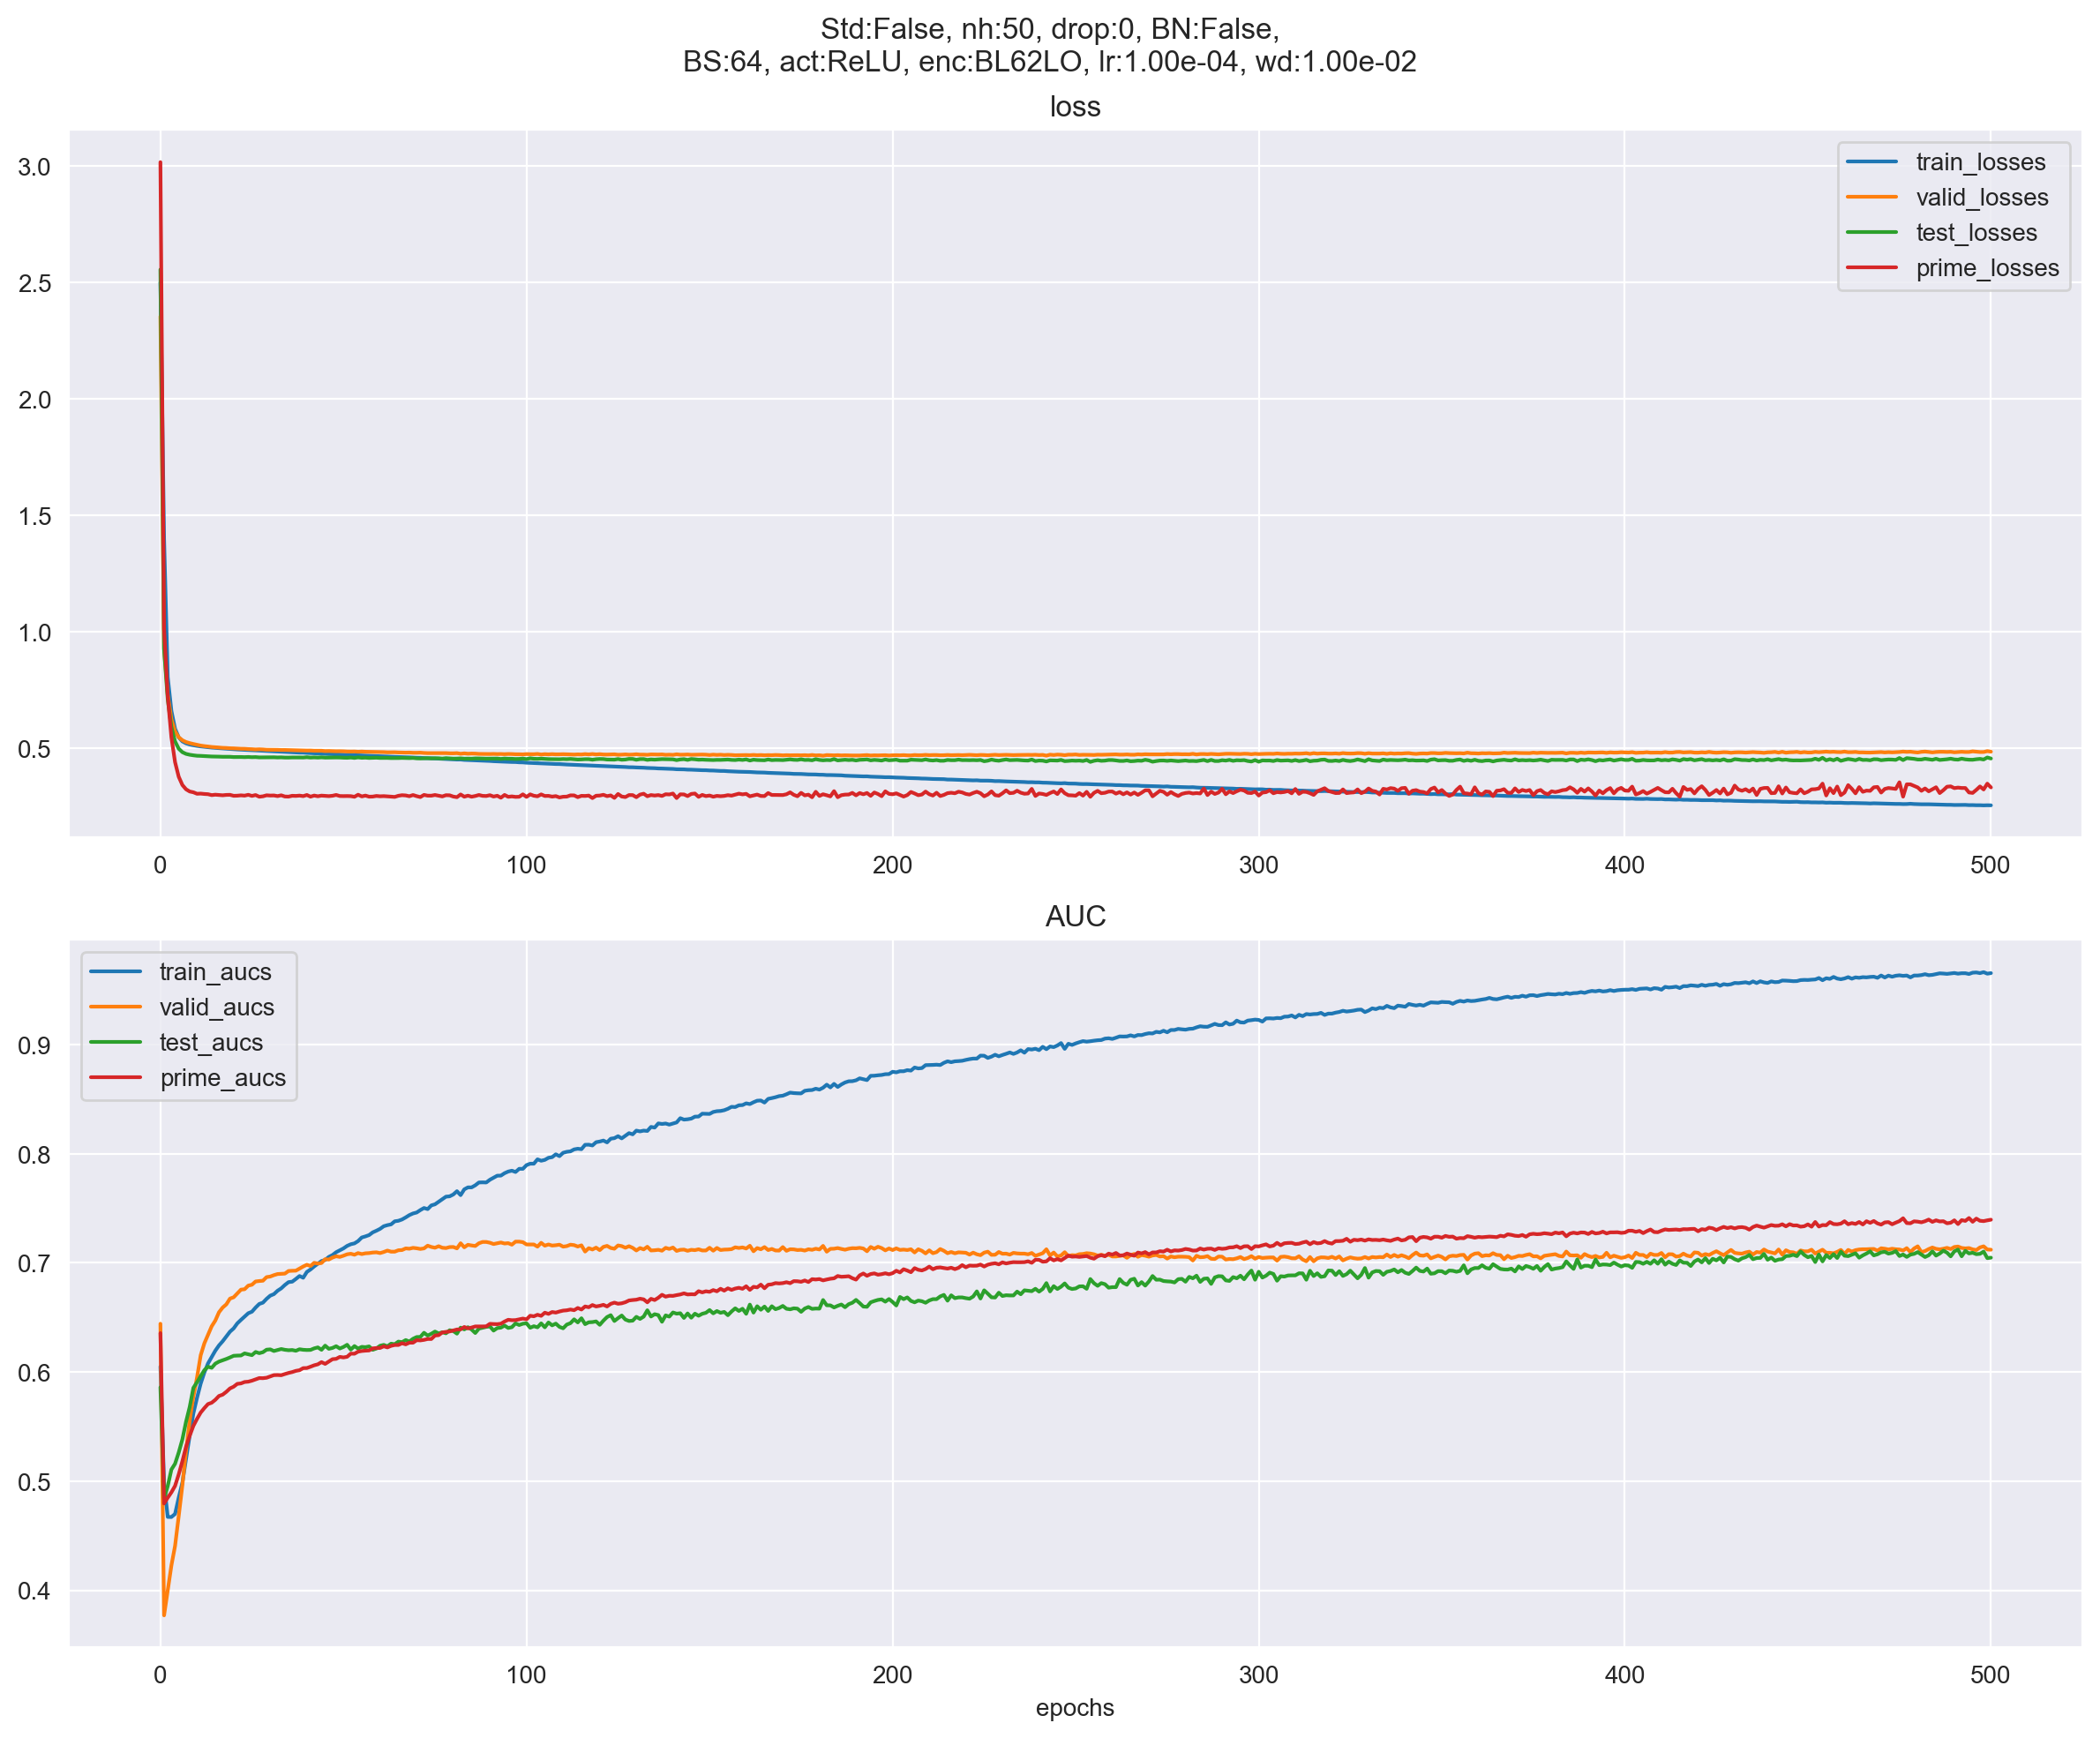 Std:False, nh:50, drop:0, BN:False,
BS:64, act:ReLU, enc:BL62LO, lr:1.00e-04, wd:1.00e-02
loss
3.0
2.5
2.0
1.5
1.0
0.5
train_losses
valid_losses
test_losses
prime_losses
0 100 200 300 400 500
AUC
train_aucs
valid_aucs
test_aucs
prime_aucs
0.9
0.8
0.7
0.6
0.5
0.4
0 100 200 300 400 500
epochs